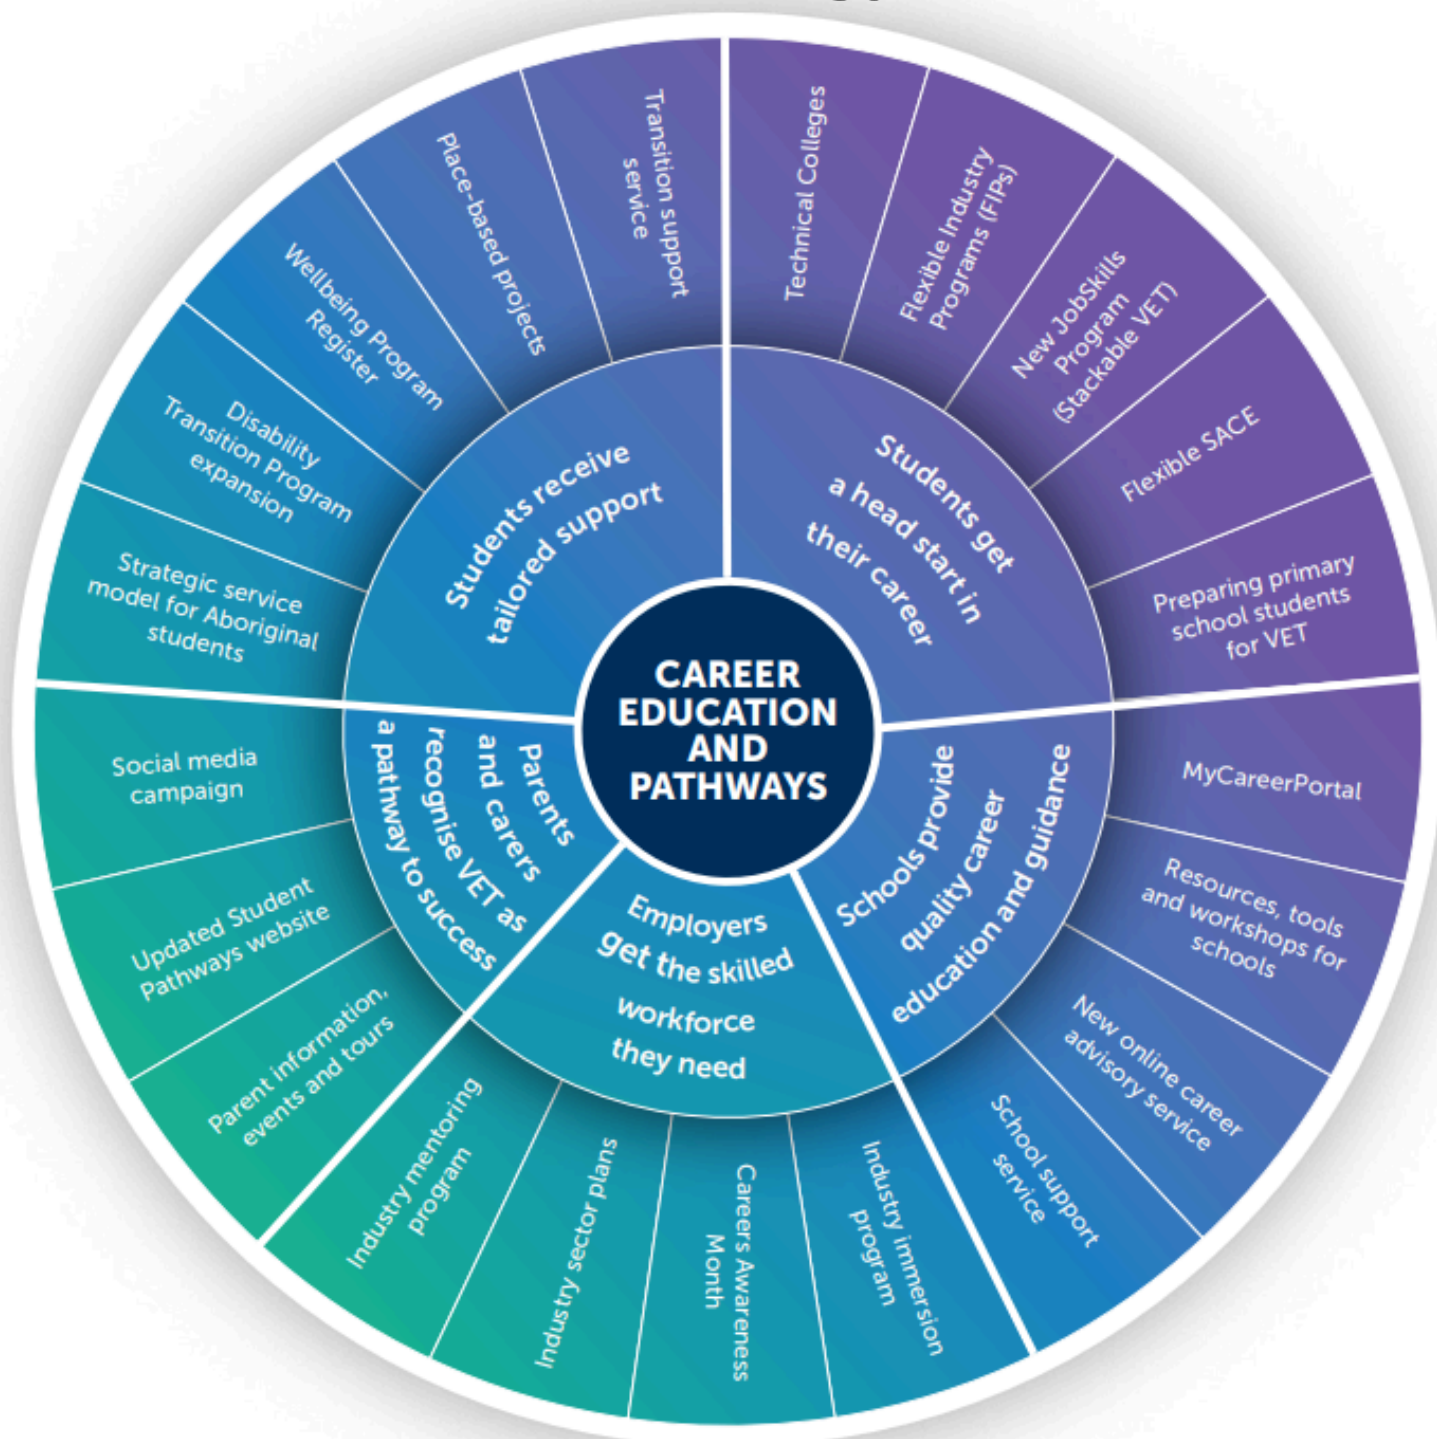 CAREER
EDUCATION
AND
PATHWAYS
Students get
a head start in
their career
Technical Colleges
Flexible Industry
Programs (FIPs)
New JobSkills
Program
(Stackable VET)
Flexible SACE
Preparing primary
school students
for VET
Schools provide
quality career
education and guidance
MyCareerPortal
Resources, tools
and workshops for
schools
New online career
advisory service
School support
service
Employers
get the skilled
workforce
they need
Industry immersion
program
Careers Awareness
Month
Industry sector plans
Industry mentoring
program
Parents
and carers
recognise VET as
a pathway to success
Parent information,
events and tours
Updated Student
Pathways website
Social media
campaign
Students receive
tailored support
Strategic service
model for Aboriginal
students
Disability
Transition Program
expansion
Wellbeing Program
Register
Place-based projects
Transition support
service